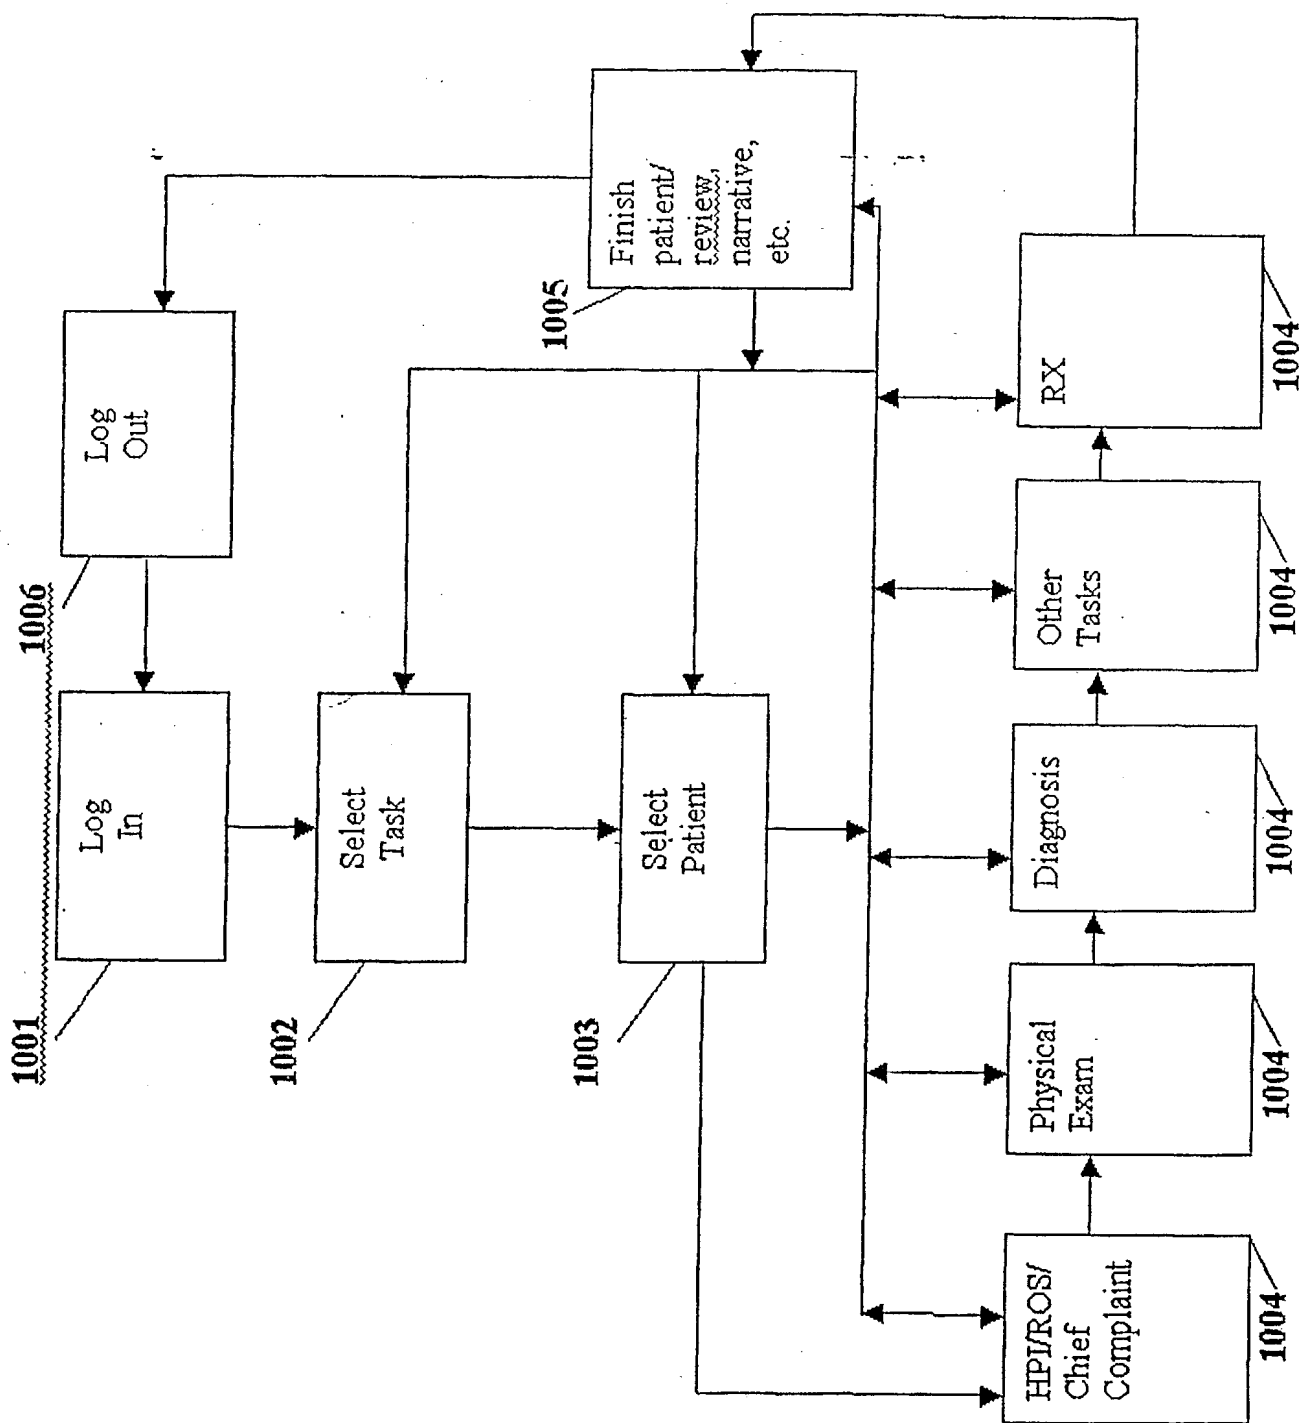 1001
1006
Log
In
Log
Out
1002
Select
Task
1003
Select
Patient
1005
Finish
patient/
review,
narrative,
etc.
HPI/ROS/
Chief
Complaint
1004
Physical
Exam
1004
Diagnosis
1004
Other
Tasks
1004
RX
1004